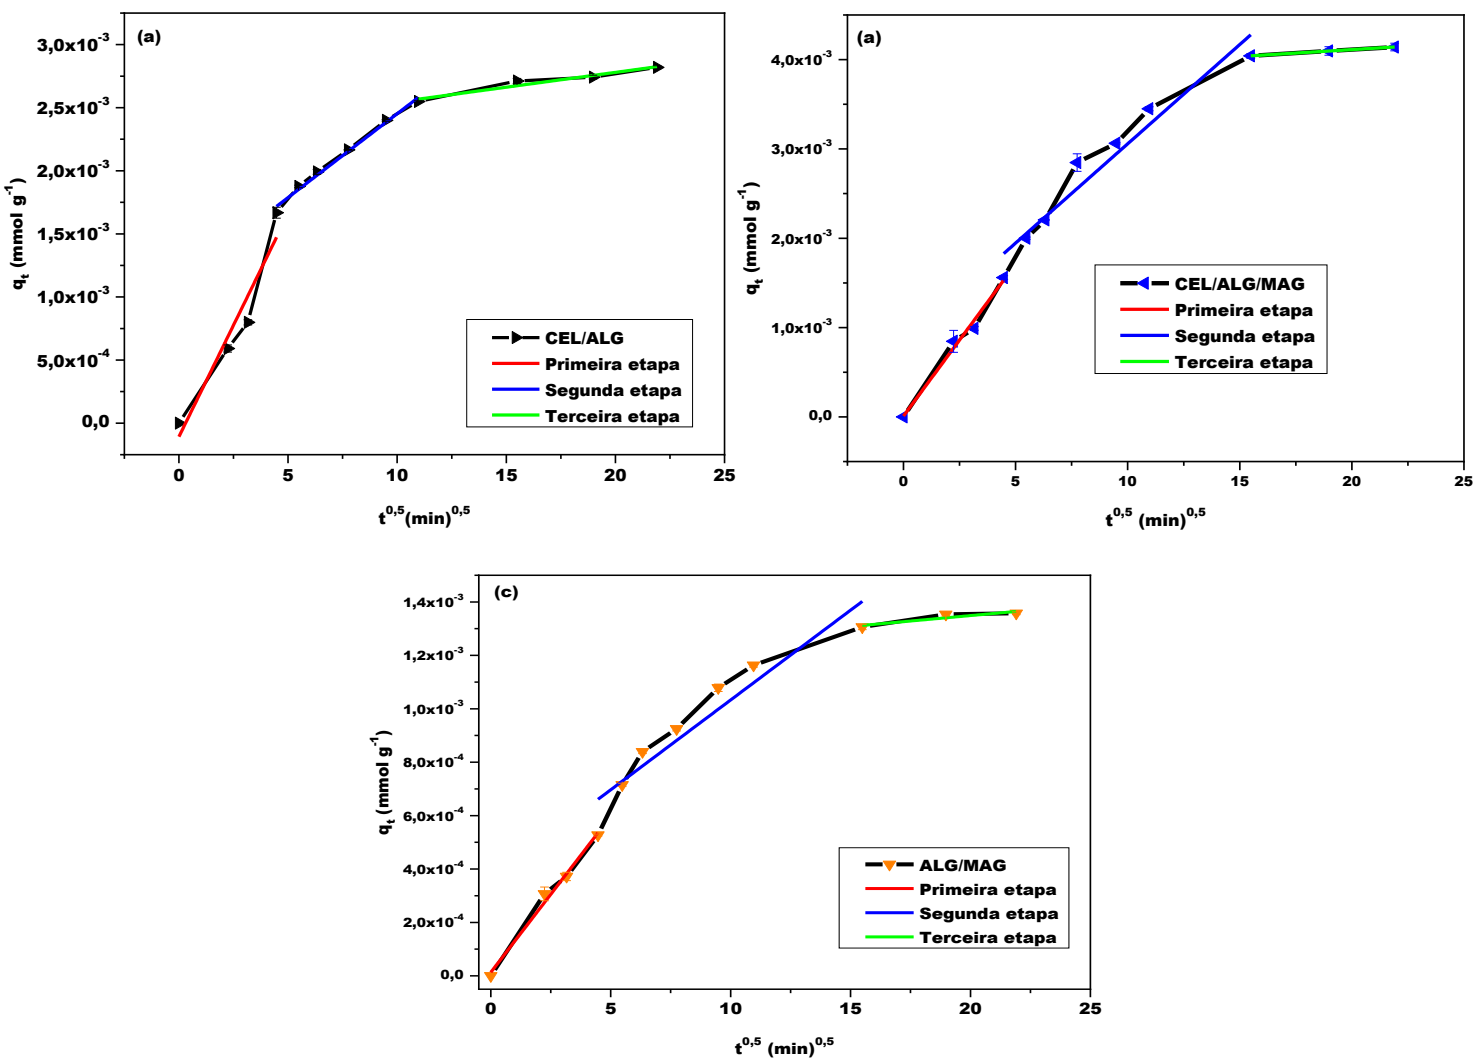 (a)
3,0x10⁻³
2,5x10⁻³
2,0x10⁻³
1,5x10⁻³
1,0x10⁻³
5,0x10⁻⁴
0,0
qₜ (mmol g⁻¹)
CEL/ALG
Primeira etapa
Segunda etapa
Terceira etapa
0 5 10 15 20 25
t⁰,⁵(min)⁰,⁵
(a)
4,0x10⁻³
3,0x10⁻³
2,0x10⁻³
1,0x10⁻³
0,0
qₜ (mmol g⁻¹)
CEL/ALG/MAG
Primeira etapa
Segunda etapa
Terceira etapa
0 5 10 15 20 25
t⁰,⁵ (min)⁰,⁵
(c)
1,4x10⁻³
1,2x10⁻³
1,0x10⁻³
8,0x10⁻⁴
6,0x10⁻⁴
4,0x10⁻⁴
2,0x10⁻⁴
0,0
qₜ (mmol g⁻¹)
ALG/MAG
Primeira etapa
Segunda etapa
Terceira etapa
0 5 10 15 20 25
t⁰,⁵ (min)⁰,⁵